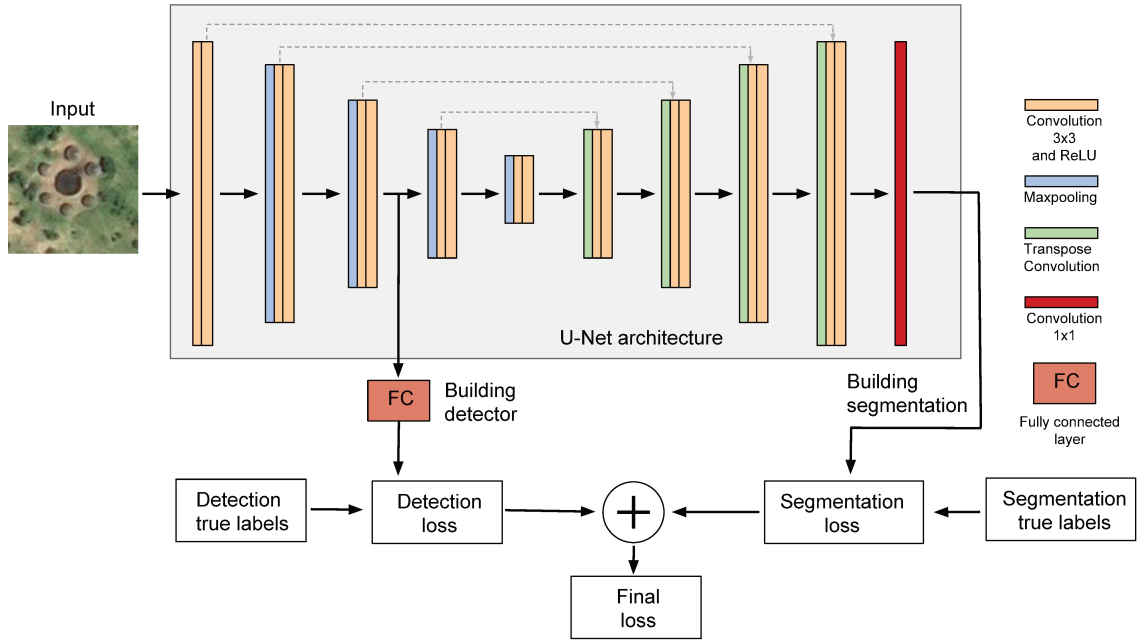 Input
U-Net architecture
FC
Building
detector
Building
segmentation
Detection
true labels
Detection
loss
Segmentation
loss
Segmentation
true labels
Final
loss
Convolution
3x3
and ReLU
Maxpooling
Transpose
Convolution
Convolution
1x1
FC
Fully connected
layer